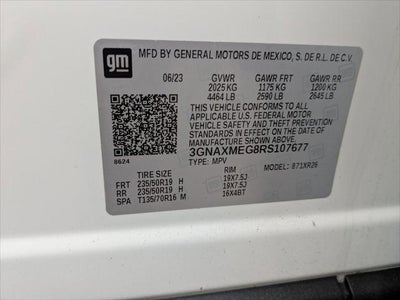 gm
MFD BY GENERAL MOTORS DE MEXICO, S. DE R.L. DE C.V.
06/23 GVWR GAWR FRT GAWR RR
2025 KG 1175 KG 1200 KG
4464 LB 2590 LB 2645 LB
THIS VEHICLE CONFORMS TO ALL
APPLICABLE U.S. FEDERAL MOTOR
VEHICLE SAFETY, BUMPER, AND THEFT PREVENTION
STANDARDS IN EFFECT ON THE DATE OF
MANUFACTURE SHOWN ABOVE.
3GNAXMEG8RS107677
8624 TYPE: MPV MODEL: 871XR26
TIRE SIZE RIM
FRT 235/50R19 H 19X7.5J
RR 235/50R19 H 19X7.5J
SPA T135/70R16 M 16X4BT